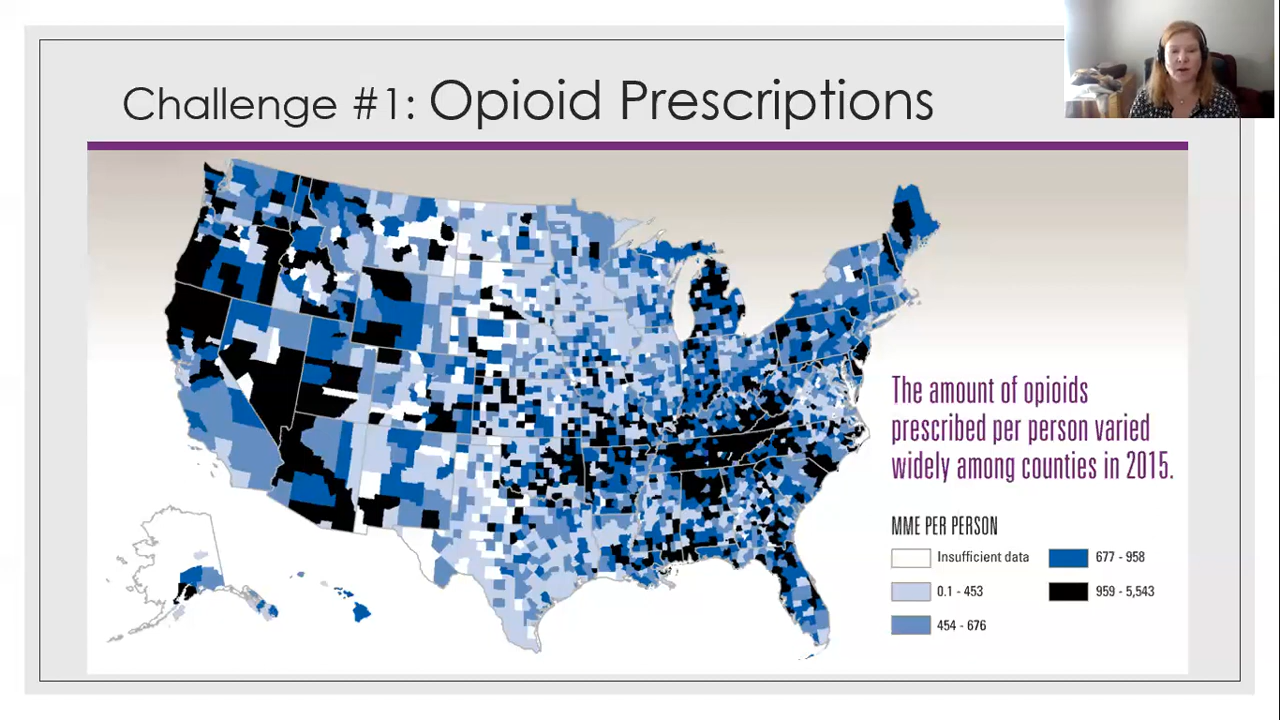 Challenge #1: Opioid Prescriptions
The amount of opioids
prescribed per person varied
widely among counties in 2015.
MME PER PERSON
Insufficient data
0.1 - 453
454 - 676
677 - 958
959 - 5,543